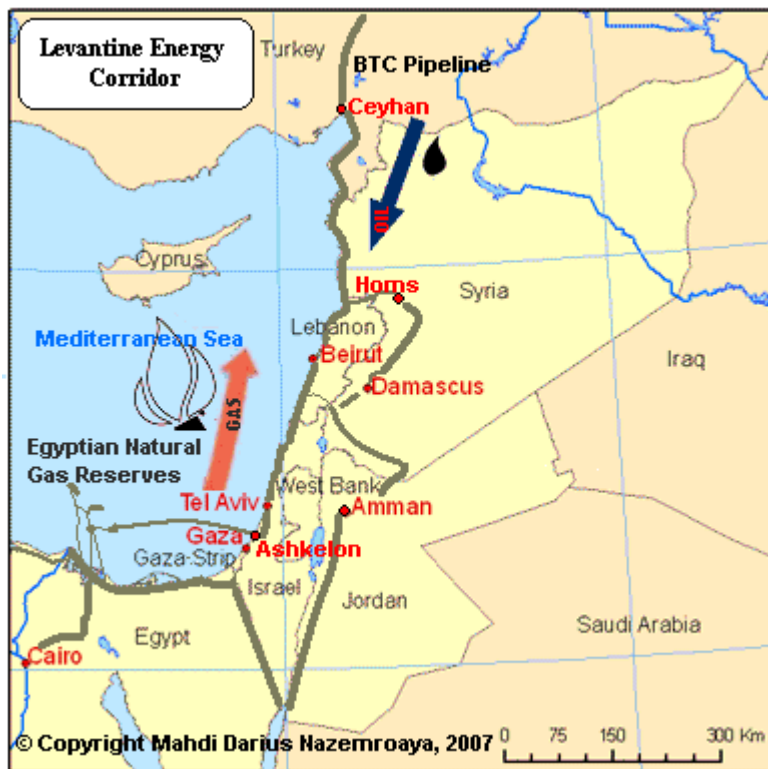 Levantine Energy
Corridor
Turkey
BTC Pipeline
Ceyhan
OIL
Cyprus
Homs
Syria
Mediterranean Sea
Lebanon
Beirut
Iraq
Damascus
GAS
Egyptian Natural
Gas Reserves
West Bank
Tel Aviv
Amman
Gaza
Ashkelon
Gaza-Strip
Israel
Jordan
Saudi Arabia
Egypt
Cairo
© Copyright Mahdi Darius Nazemroaya, 2007
0 75 150 300 Km